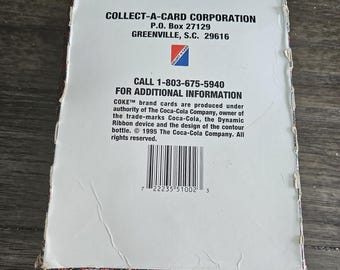 COLLECT-A-CARD CORPORATION
P.O. Box 27129
GREENVILLE, S.C. 29616
CALL 1-803-675-5940
FOR ADDITIONAL INFORMATION
COKE™ brand cards are produced under
authority of The Coca-Cola Company, owner of
the trade-marks Coca-Cola, the Dynamic
Ribbon device and the design of the contour
bottle. © 1995 The Coca-Cola Company. All
rights reserved.
7 22235 51002 3